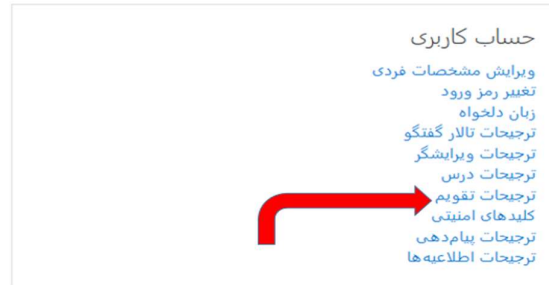 حساب کاربری
ویرایش مشخصات فردی
تغییر رمز ورود
زبان دلخواه
ترجیحات تالار گفتگو
ترجیحات ویرایشگر
ترجیحات درس
ترجیحات تقویم
کلیدهای امنیتی
ترجیحات پیام‌دهی
ترجیحات اطلاعیه‌ها